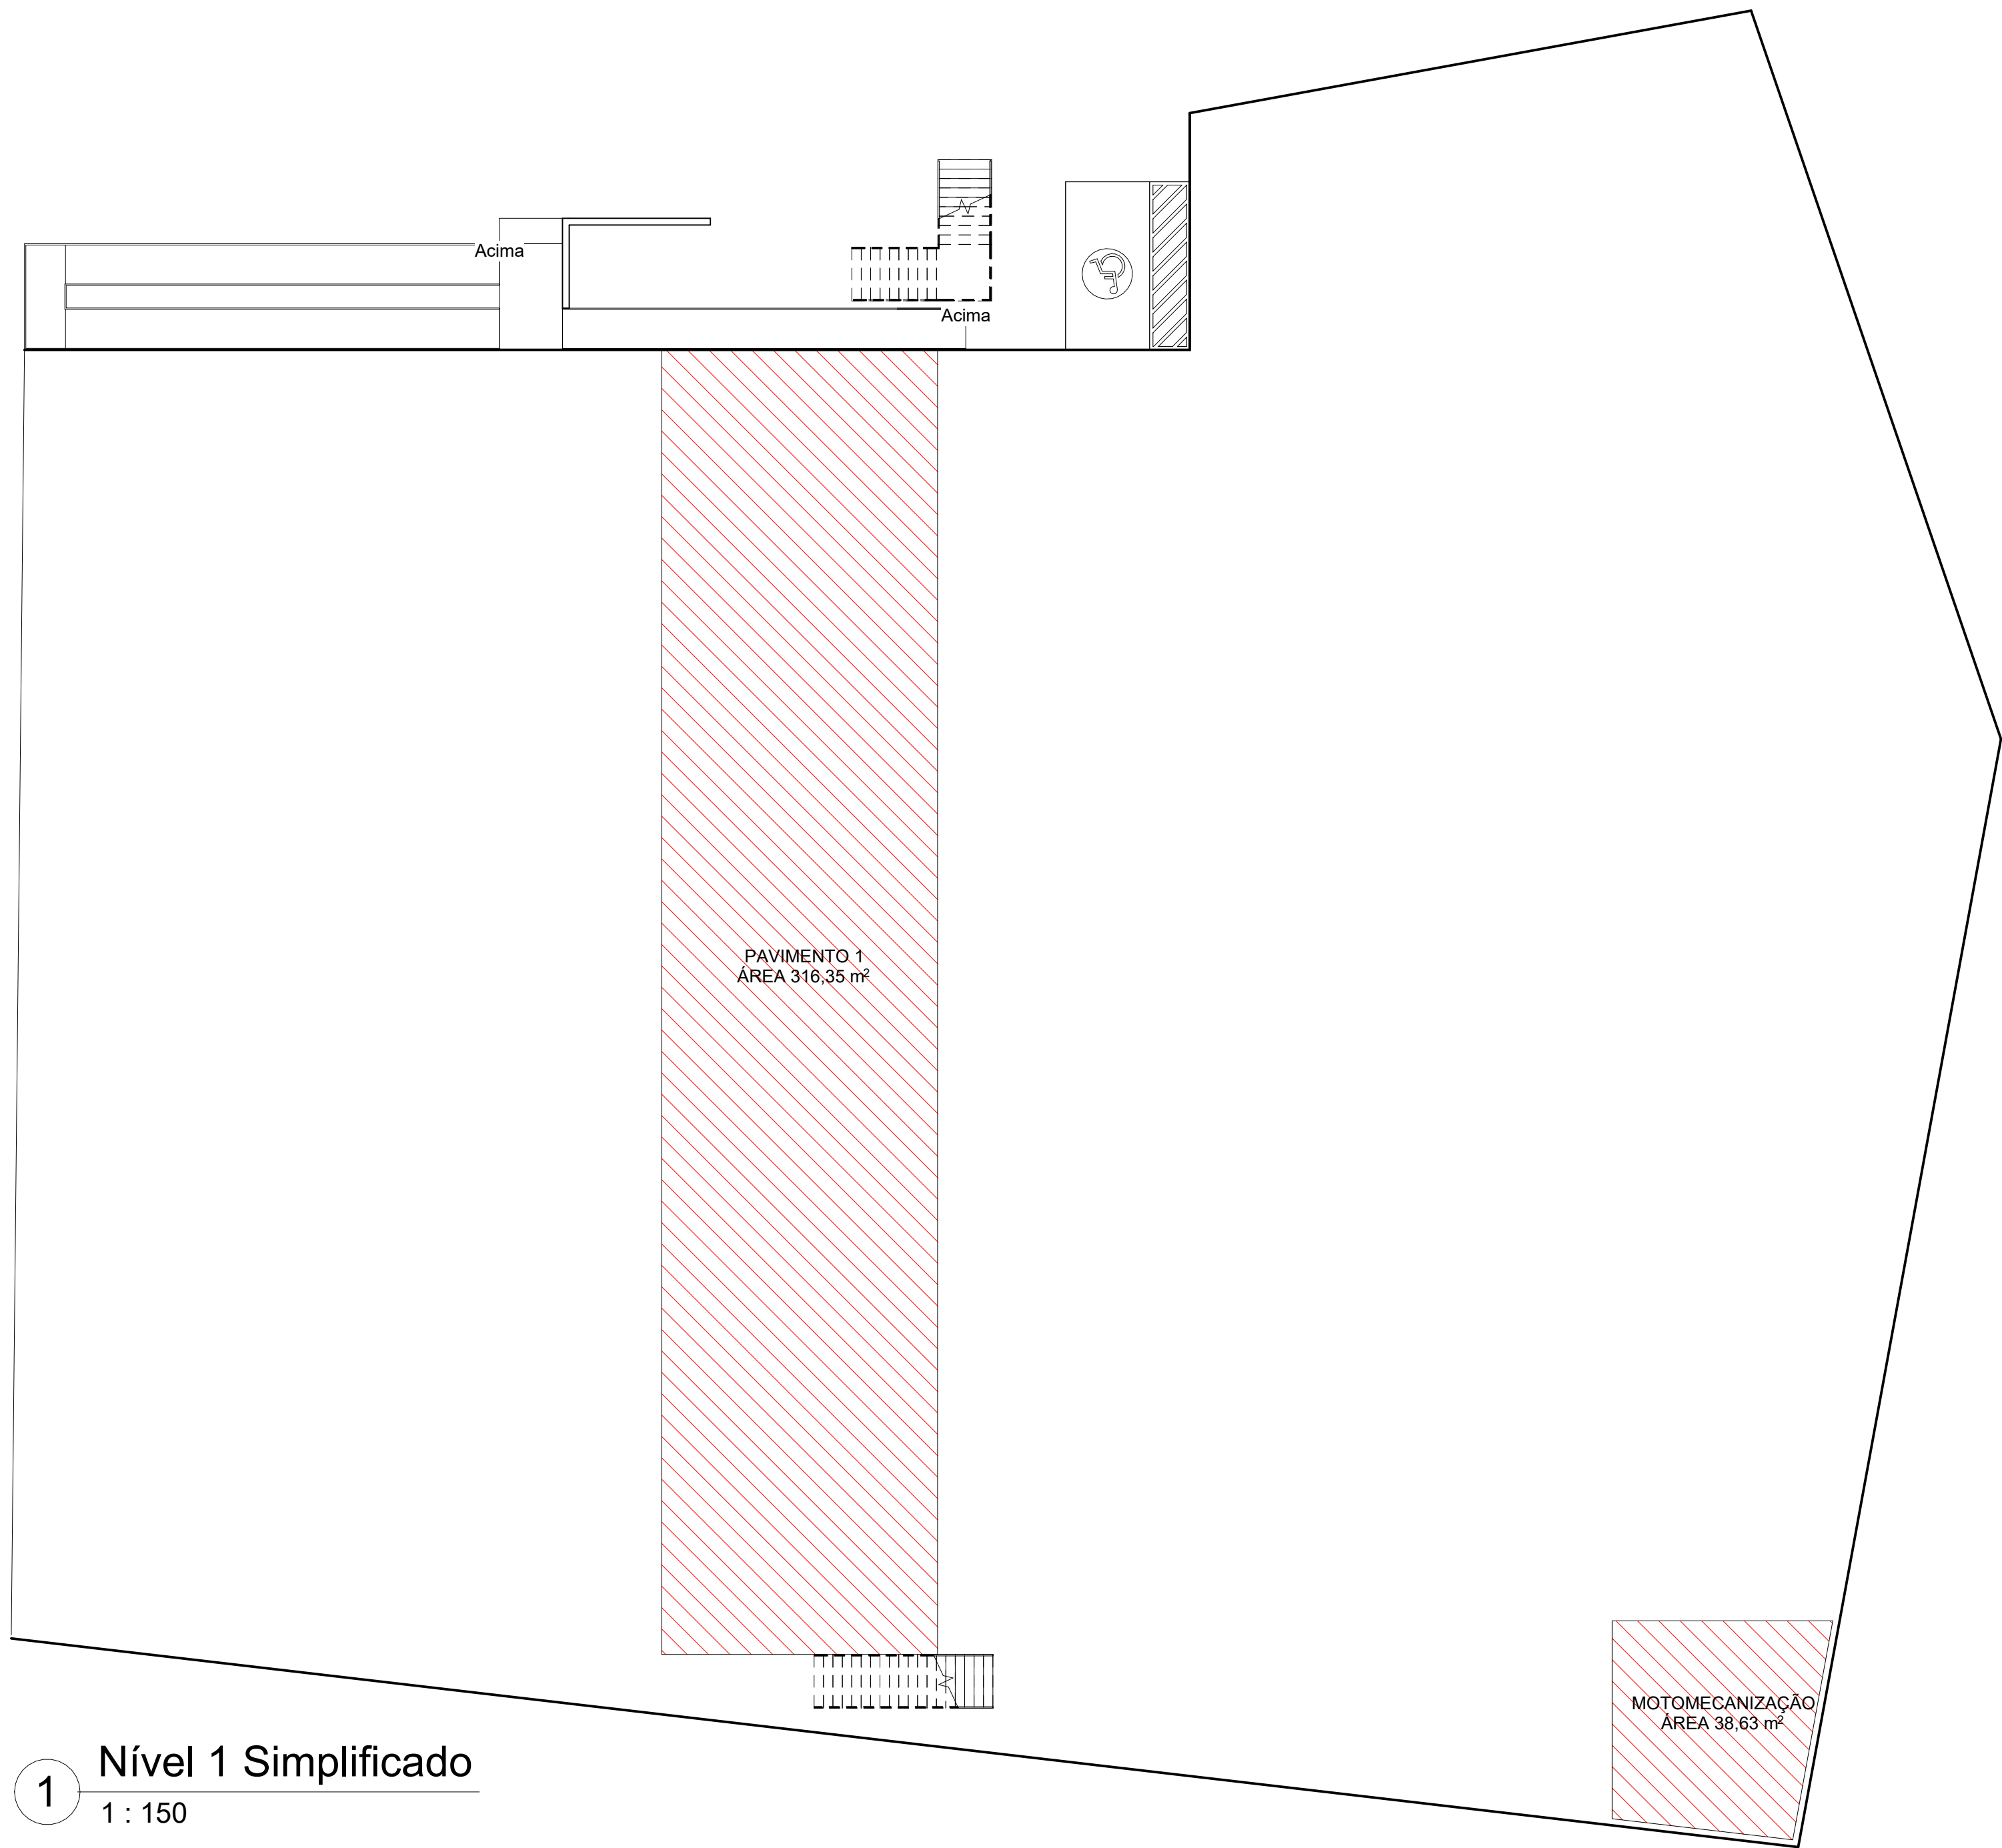 Acima
Acima
PAVIMENTO 1
ÁREA 316,35 m²
MOTOMECANIZAÇÃO
ÁREA 38,63 m²
1
Nível 1 Simplificado
1 : 150